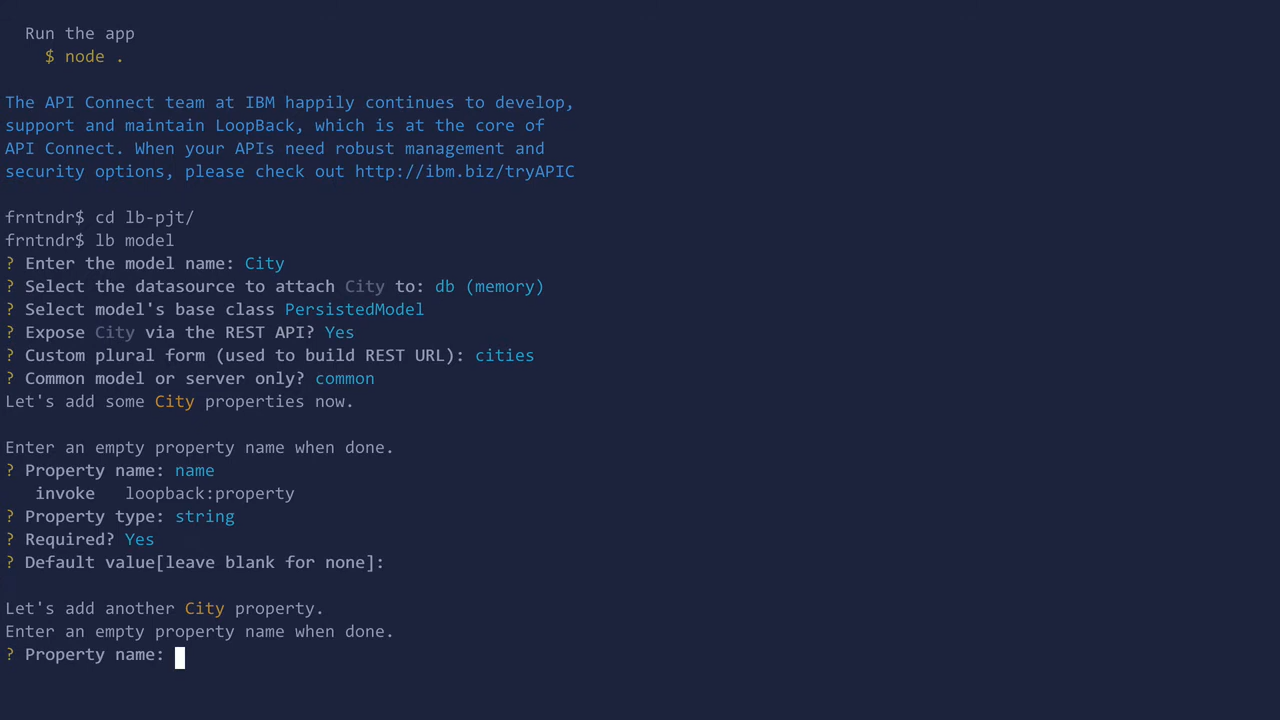 Run the app
$ node .
The API Connect team at IBM happily continues to develop,
support and maintain LoopBack, which is at the core of
API Connect. When your APIs need robust management and
security options, please check out http://ibm.biz/tryAPIC
frntndr$ cd lb-pjt/
frntndr$ lb model
? Enter the model name: City
? Select the datasource to attach City to: db (memory)
? Select model's base class PersistedModel
? Expose City via the REST API? Yes
? Custom plural form (used to build REST URL): cities
? Common model or server only? common
Let's add some City properties now.
Enter an empty property name when done.
? Property name: name
invoke   loopback:property
? Property type: string
? Required? Yes
? Default value[leave blank for none]:
Let's add another City property.
Enter an empty property name when done.
? Property name: